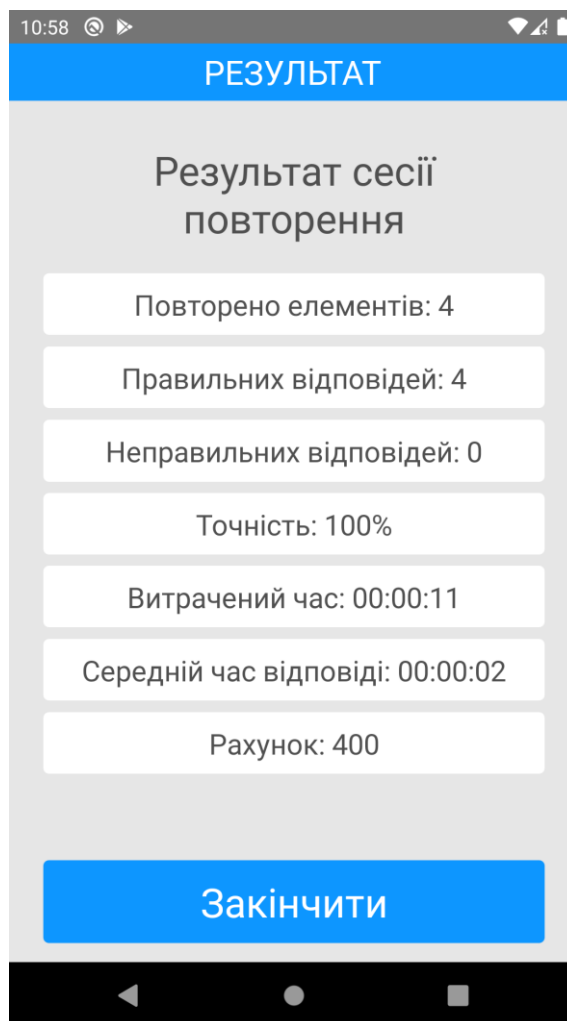 10:58
РЕЗУЛЬТАТ
Результат сесії
повторення
Повторено елементів: 4
Правильних відповідей: 4
Неправильних відповідей: 0
Точність: 100%
Витрачений час: 00:00:11
Середній час відповіді: 00:00:02
Рахунок: 400
Закінчити